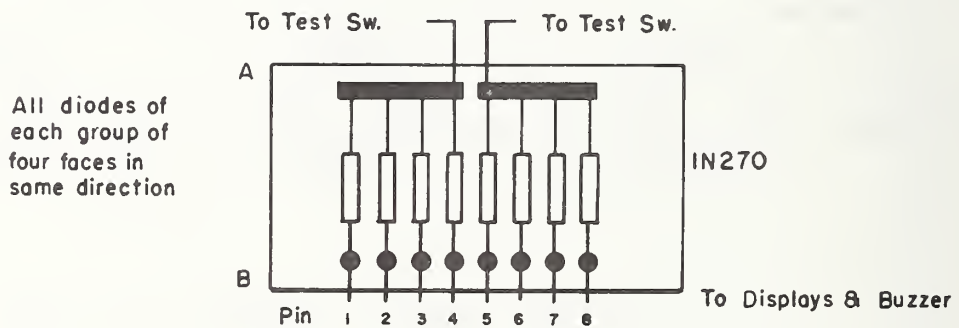 To Test Sw. To Test Sw.
A
All diodes of
each group of
four faces in
same direction
IN270
B
To Displays & Buzzer
Pin 1 2 3 4 5 6 7 8